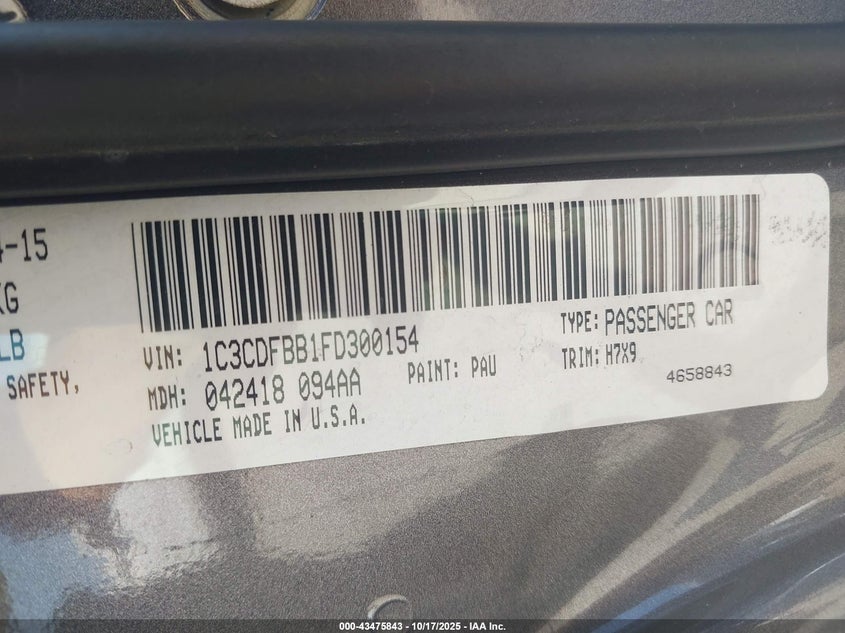 4-15
KG
LB
SAFETY,
VIN: 1C3CDFBB1FD300154
TYPE: PASSENGER CAR
MDH: 042418 094AA
PAINT: PAU
TRIM: H7X9
4658843
VEHICLE MADE IN U.S.A.
000-43475843 | 10/17/2025 - IAA Inc.